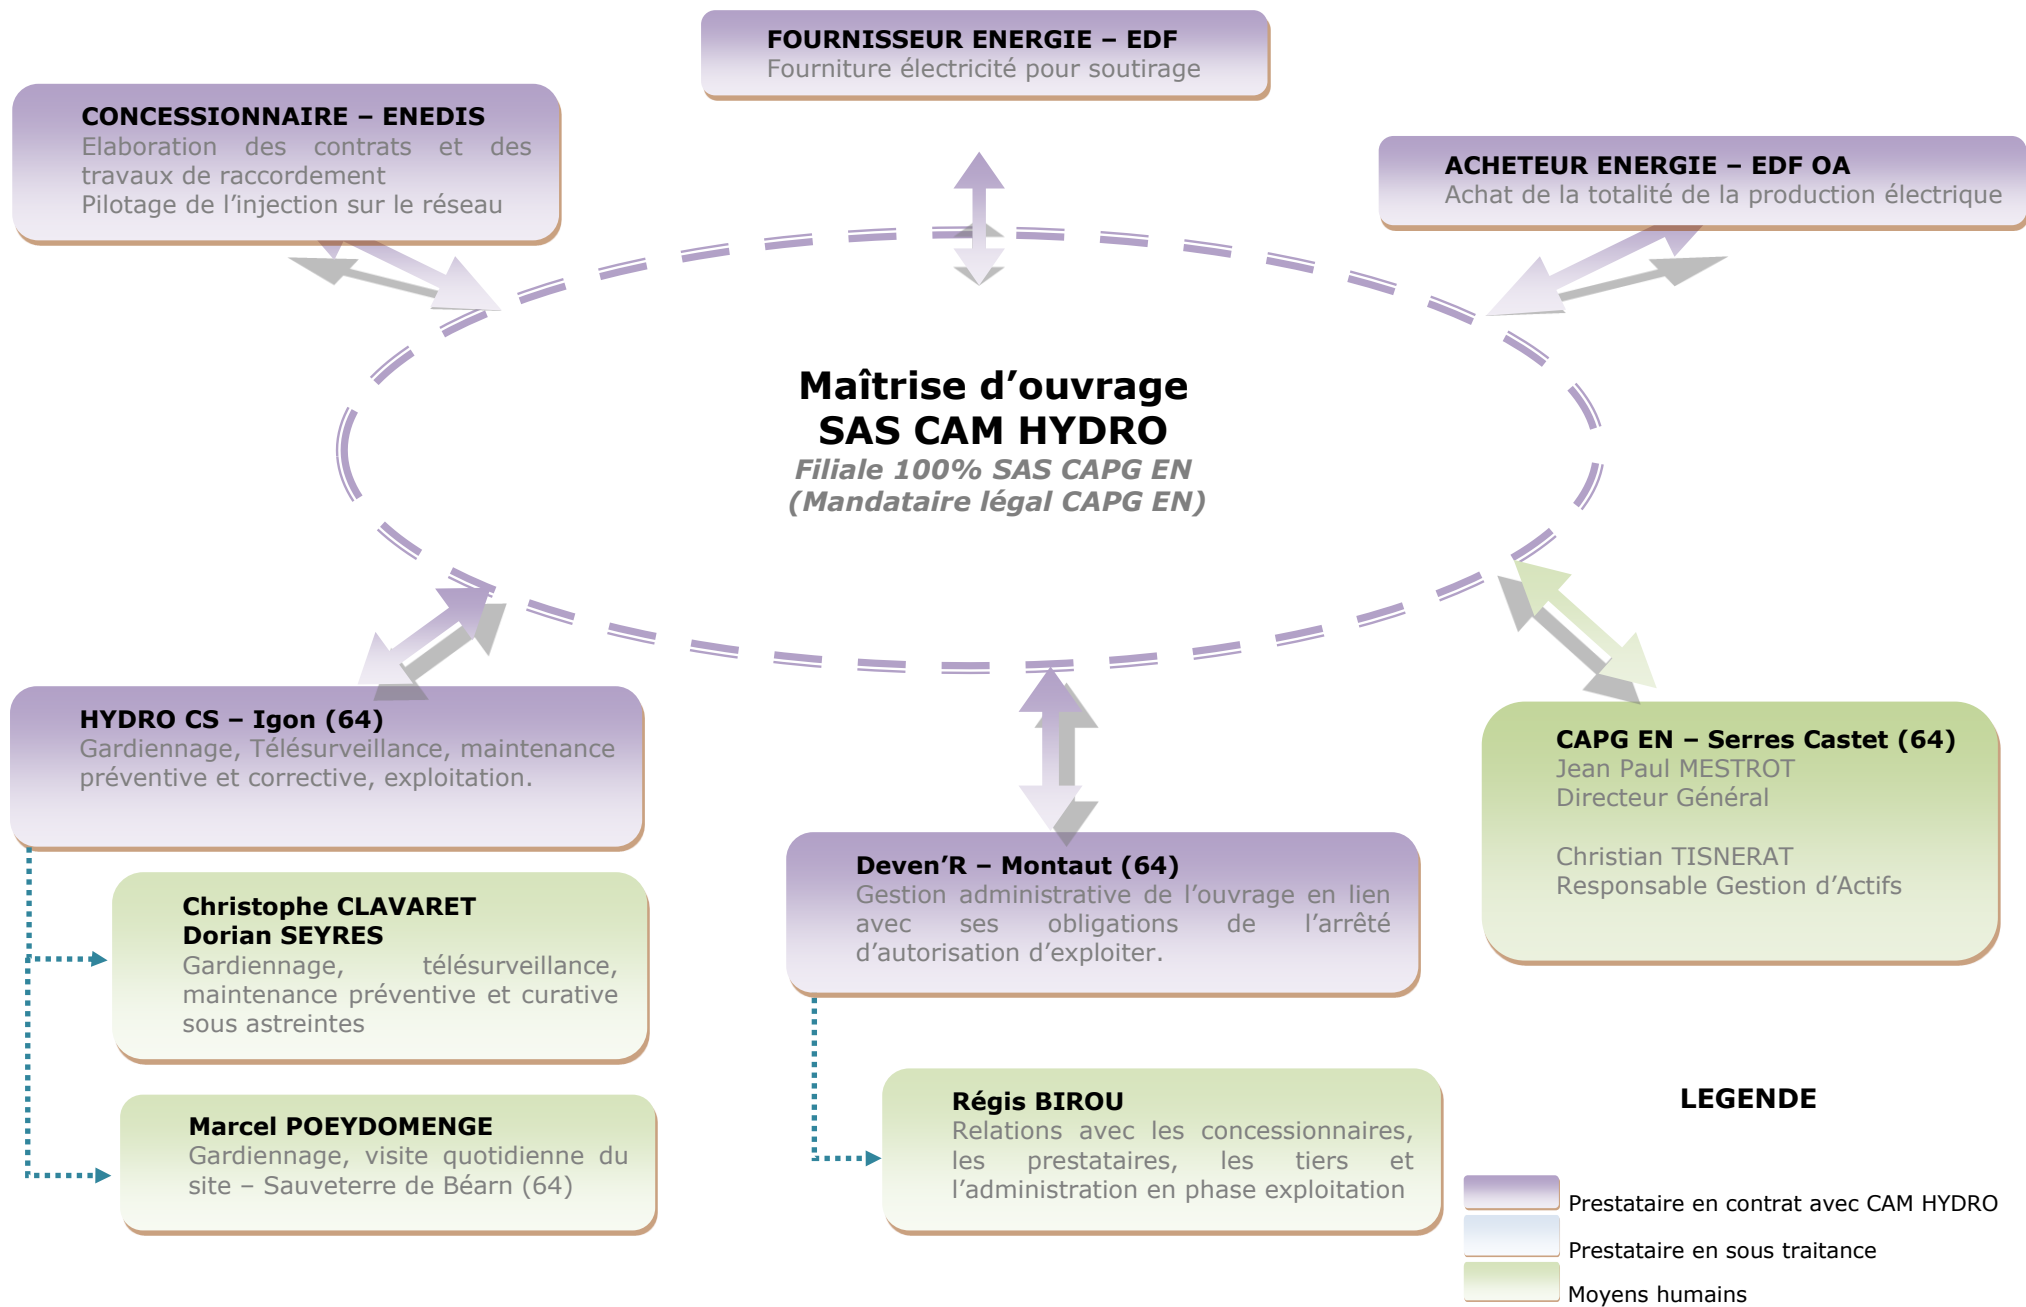 FOURNISSEUR ENERGIE – EDF
Fourniture électricité pour soutirage
CONCESSIONNAIRE – ENEDIS
Elaboration des contrats et des
travaux de raccordement
Pilotage de l’injection sur le réseau
ACHETEUR ENERGIE – EDF OA
Achat de la totalité de la production électrique
Maîtrise d’ouvrage
SAS CAM HYDRO
Filiale 100% SAS CAPG EN
(Mandataire légal CAPG EN)
HYDRO CS – Igon (64)
Gardiennage, Télésurveillance, maintenance
préventive et corrective, exploitation.
Christophe CLAVARET
Dorian SEYRES
Gardiennage, télésurveillance,
maintenance préventive et curative
sous astreintes
Marcel POEYDOMENGE
Gardiennage, visite quotidienne du
site – Sauveterre de Béarn (64)
Deven’R – Montaut (64)
Gestion administrative de l’ouvrage en lien
avec ses obligations de l’arrêté
d’autorisation d’exploiter.
Régis BIROU
Relations avec les concessionnaires,
les prestataires, les tiers et
l’administration en phase exploitation
CAPG EN – Serres Castet (64)
Jean Paul MESTROT
Directeur Général
Christian TISNERAT
Responsable Gestion d’Actifs
LEGENDE
Prestataire en contrat avec CAM HYDRO
Prestataire en sous traitance
Moyens humains